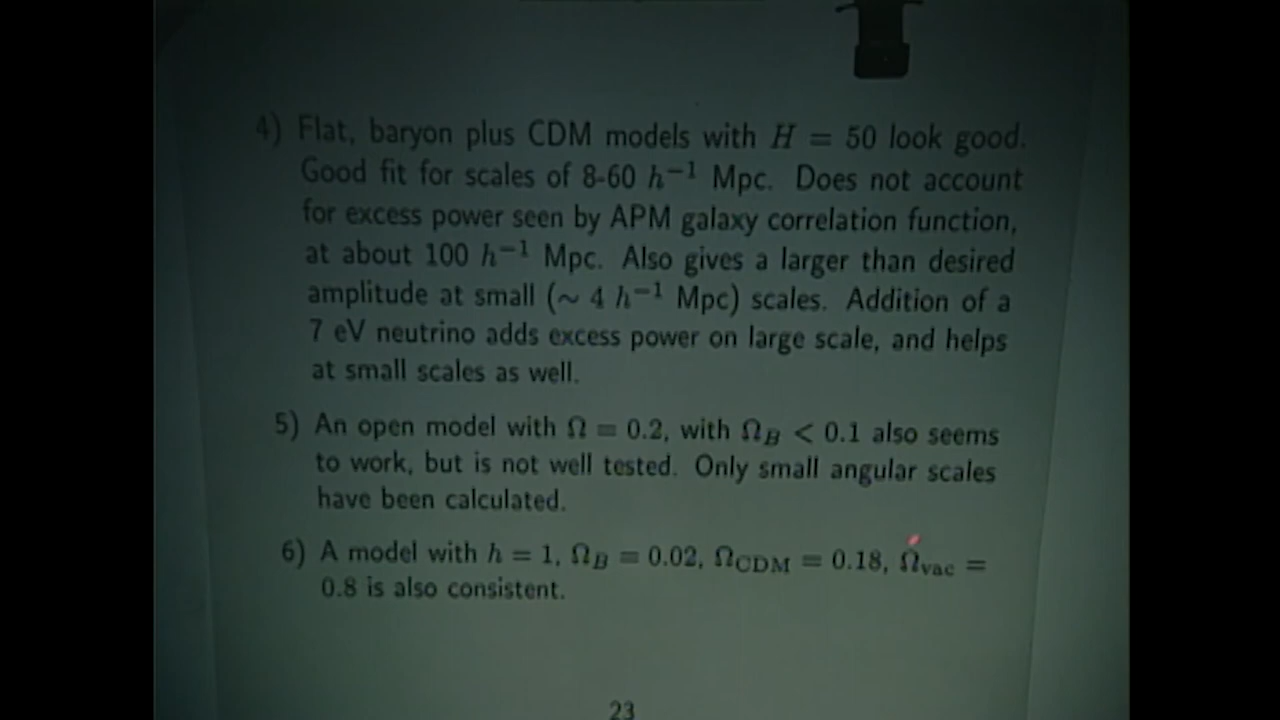 4) Flat, baryon plus CDM models with H = 50 look good.
Good fit for scales of 8-60 h⁻¹ Mpc. Does not account
for excess power seen by APM galaxy correlation function,
at about 100 h⁻¹ Mpc. Also gives a larger than desired
amplitude at small (∼ 4 h⁻¹ Mpc) scales. Addition of a
7 eV neutrino adds excess power on large scale, and helps
at small scales as well.
5) An open model with Ω = 0.2, with Ω_B < 0.1 also seems
to work, but is not well tested. Only small angular scales
have been calculated.
6) A model with h = 1, Ω_B = 0.02, Ω_CDM = 0.18, Ω_vac =
0.8 is also consistent.
23